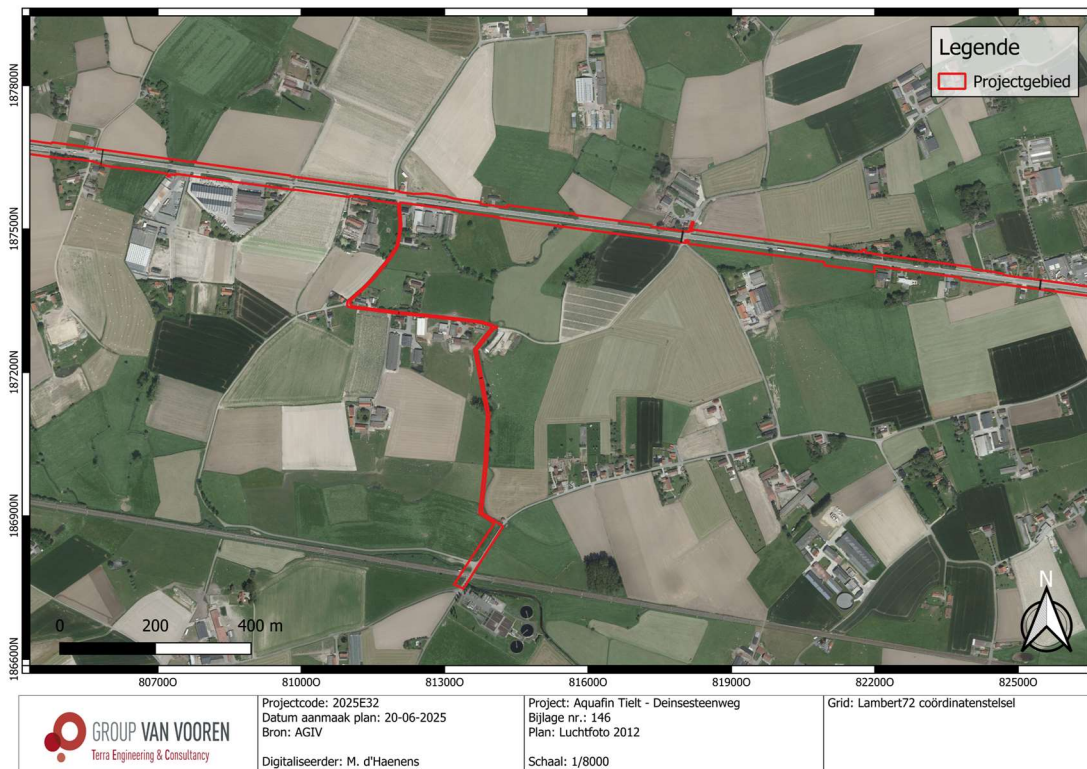 Legende
Projectgebied
187800N
187500N
187200N
186900N
186600N
N
0 200 400 m
807000 810000 813000 816000 819000 822000 825000
GROUP VAN VOOREN
Terra Engineering & Consultancy
Projectcode: 2025E32
Datum aanmaak plan: 20-06-2025
Bron: AGIV
Digitaliseerder: M. d'Haenens
Project: Aquafin Tielt - Deinsesteenweg
Bijlage nr.: 146
Plan: Luchtfoto 2012
Schaal: 1/8000
Grid: Lambert72 coördinatenstelsel